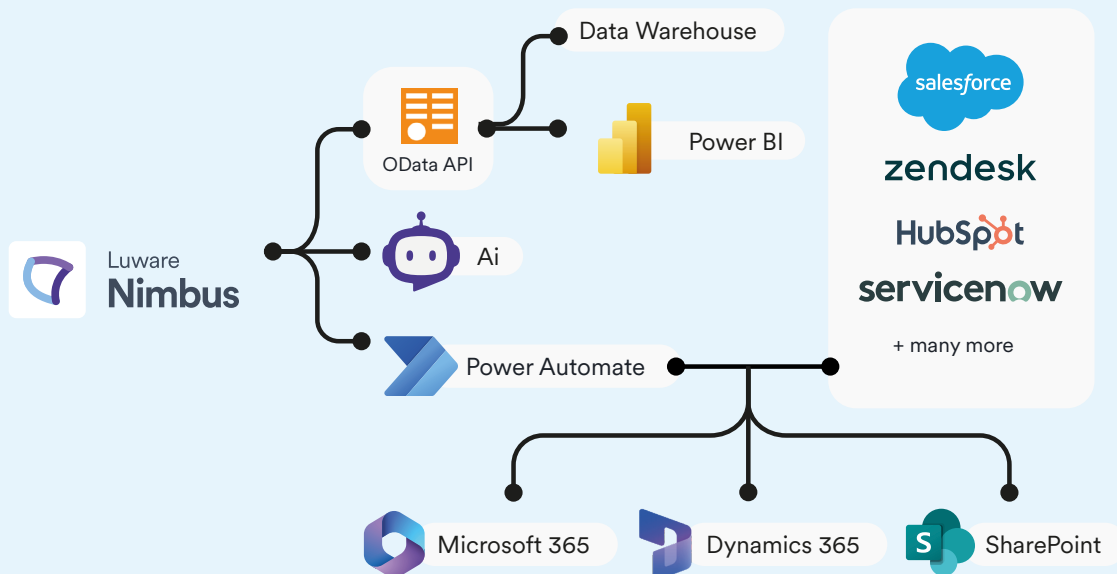 Data Warehouse
OData API
Power BI
Luware
Nimbus
Ai
Power Automate
salesforce
zendesk
HubSpot
servicenow
+ many more
Microsoft 365
Dynamics 365
S
SharePoint